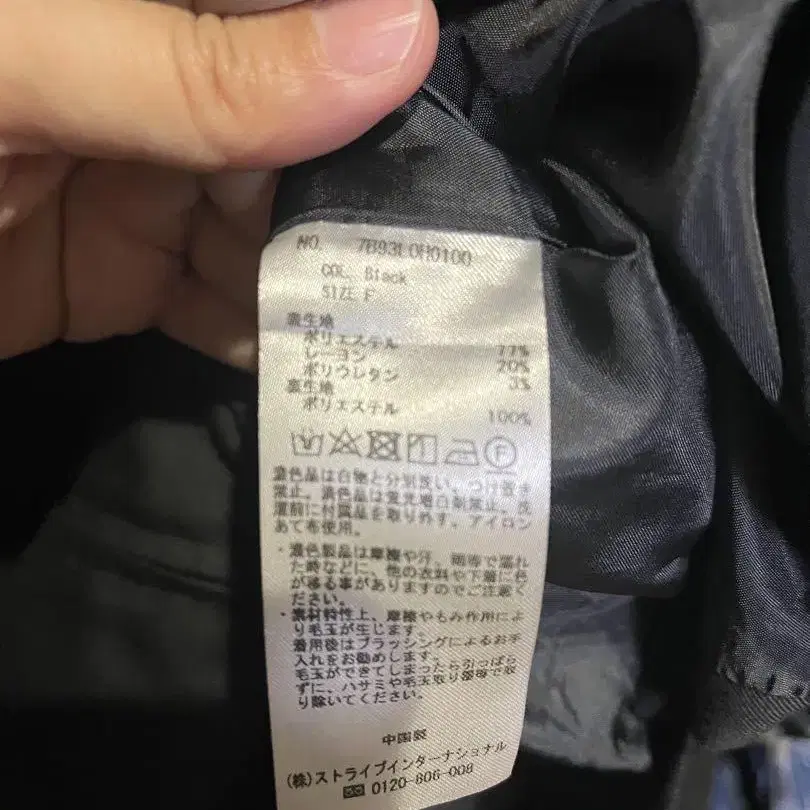 NO. 7B93L0H0100
COL. Black
SIZE F
表生地
ポリエステル 77%
レーヨン 20%
ポリウレタン 3%
裏生地
ポリエステル 100%
F
濃色品は白物と分別洗い。つけ置き
禁止。淡色品は蛍光増白剤禁止。洗
濯前に付属品を取り外す。アイロン
あて布使用。
・濃色製品は摩擦や汗、雨等で濡れ
た時などに、他の衣料や下着に色
が移る事がありますのでご注意く
ださい。
・素材特性上、摩擦やもみ作用によ
り毛玉が生じます。
着用後はブラッシングによるお手
入れをお勧めします。
毛玉ができてしまったら引っぱら
ずに、ハサミや毛玉取り器等で取
り除いてください。
中国製
(株)ストライプインターナショナル
0120-806-008